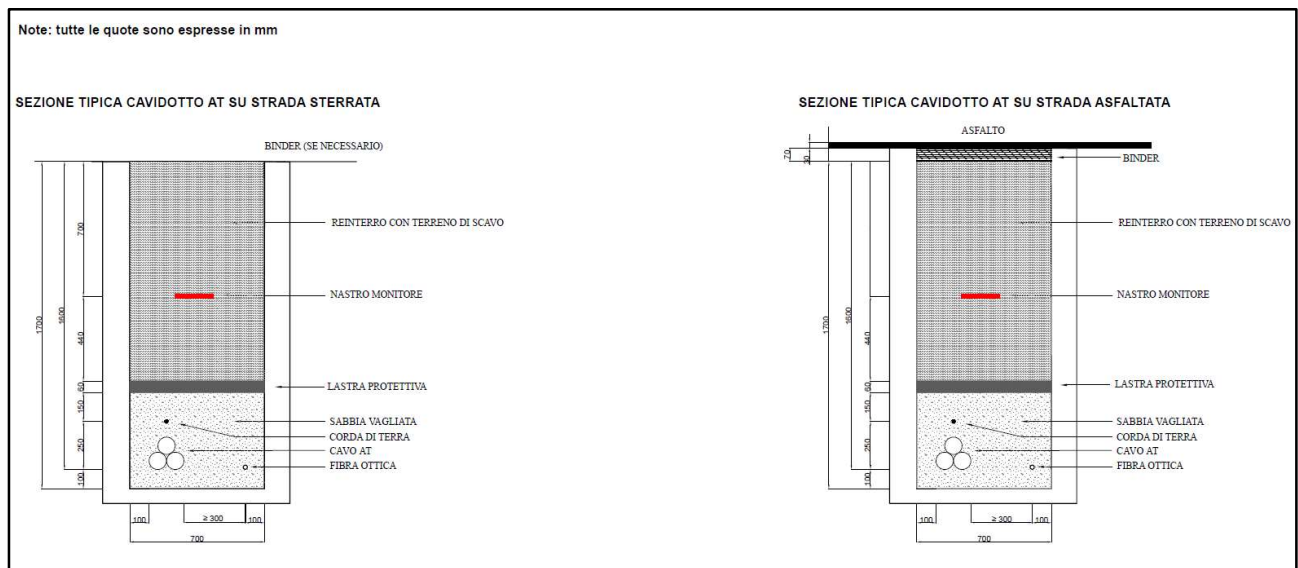 Note: tutte le quote sono espresse in mm
SEZIONE TIPICA CAVIDOTTO AT SU STRADA STERRATA
BINDER (SE NECESSARIO)
REINTERRO CON TERRENO DI SCAVO
NASTRO MONITORE
LASTRA PROTETTIVA
SABBIA VAGLIATA
CORDA DI TERRA
CAVO AT
FIBRA OTTICA
1700
1600
700
440
60
150
250
100
100
≥ 300
100
700
SEZIONE TIPICA CAVIDOTTO AT SU STRADA ASFALTATA
ASFALTO
BINDER
REINTERRO CON TERRENO DI SCAVO
NASTRO MONITORE
LASTRA PROTETTIVA
SABBIA VAGLIATA
CORDA DI TERRA
CAVO AT
FIBRA OTTICA
70
30
1700
1600
700
440
60
150
250
100
100
≥ 300
100
700